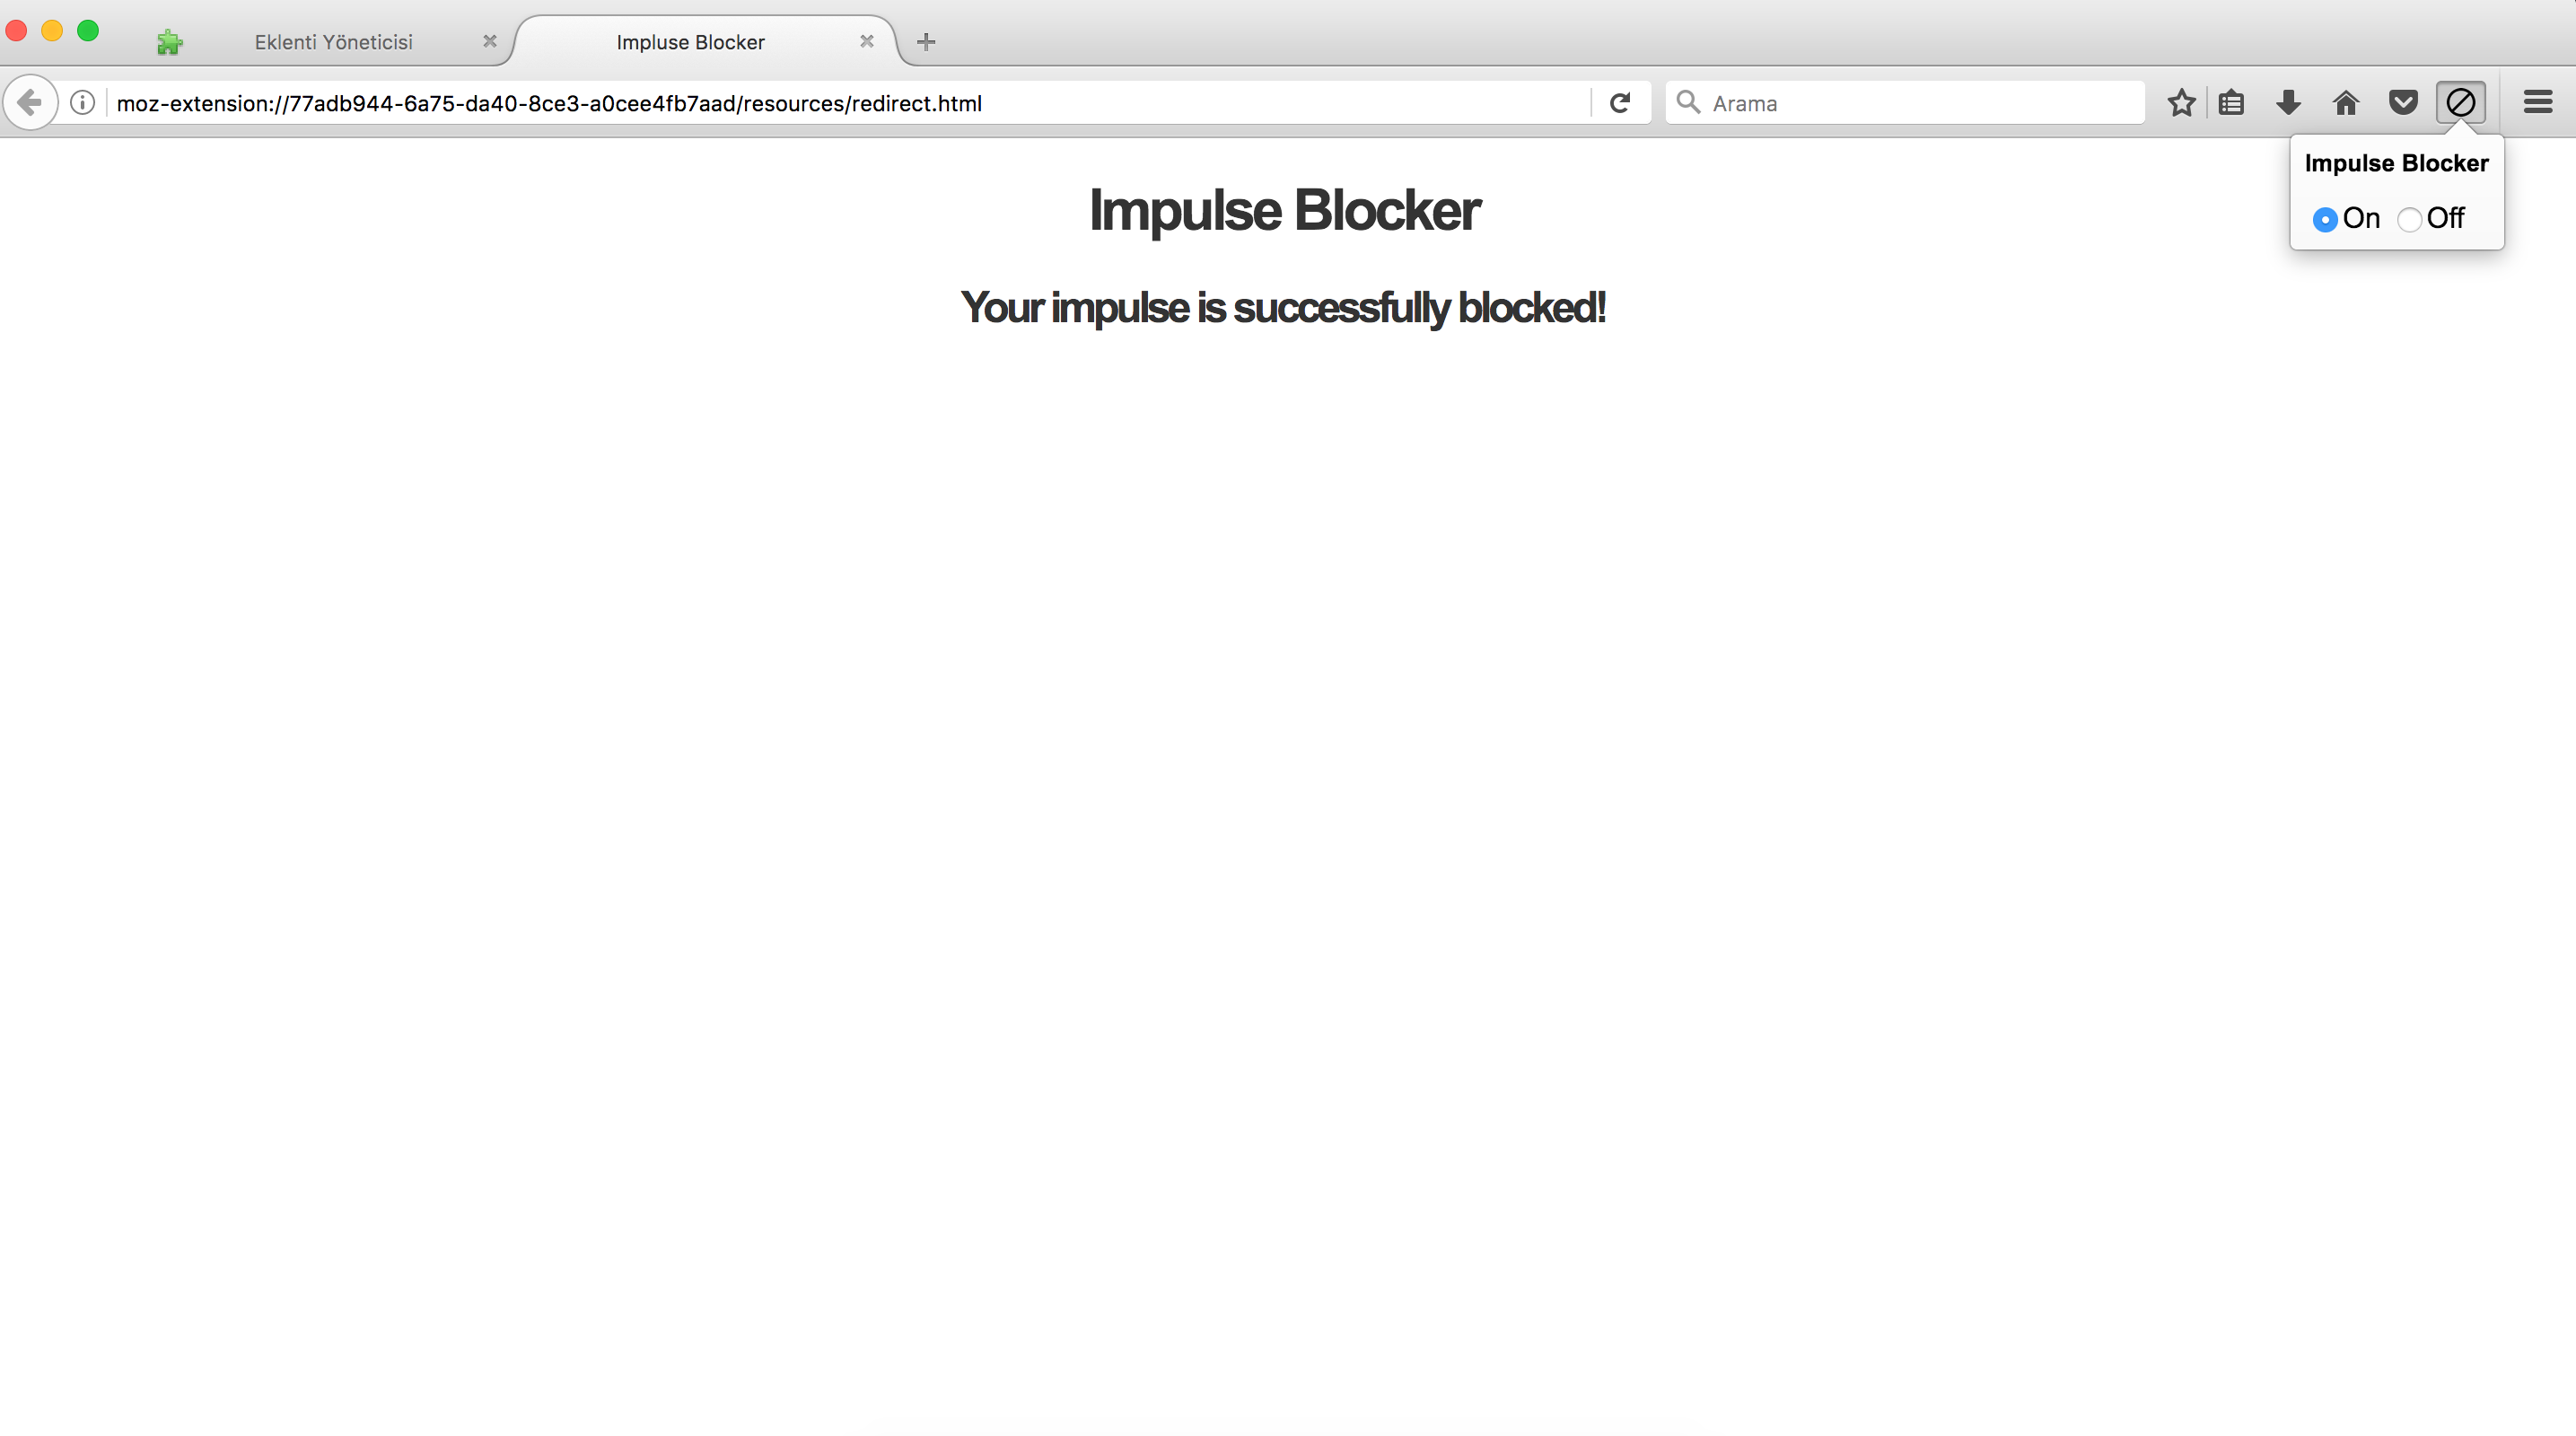 Eklenti Yöneticisi
Impluse Blocker
moz-extension://77adb944-6a75-da40-8ce3-a0cee4fb7aad/resources/redirect.html
Arama
Impulse Blocker
On Off
Impulse Blocker
Your impulse is successfully blocked!